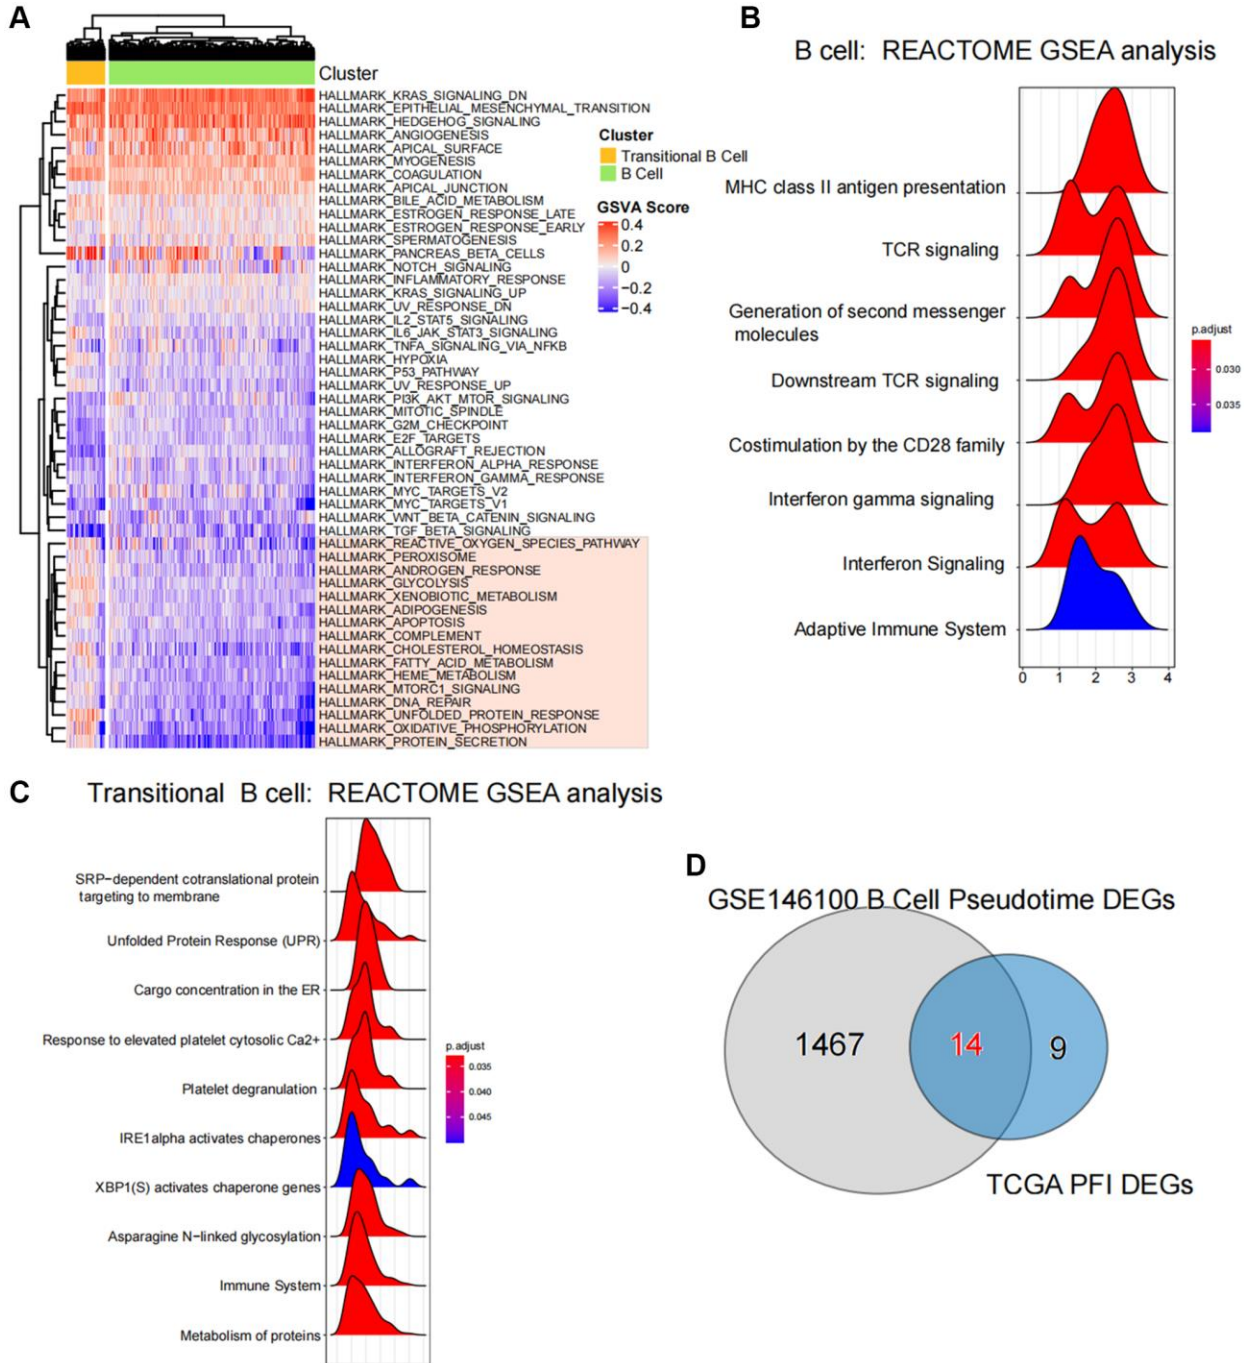 A
Cluster
HALLMARK_KRAS_SIGNALING_DN
HALLMARK_EPITHELIAL_MESENCHYMAL_TRANSITION
HALLMARK_HEDGEHOG_SIGNALING
HALLMARK_ANGIOGENESIS
HALLMARK_APICAL_SURFACE
HALLMARK_MYOGENESIS
HALLMARK_COAGULATION
HALLMARK_APICAL_JUNCTION
HALLMARK_BILE_ACID_METABOLISM
HALLMARK_ESTROGEN_RESPONSE_LATE
HALLMARK_ESTROGEN_RESPONSE_EARLY
HALLMARK_SPERMATOGENESIS
HALLMARK_PANCREAS_BETA_CELLS
HALLMARK_NOTCH_SIGNALING
HALLMARK_INFLAMMATORY_RESPONSE
HALLMARK_KRAS_SIGNALING_UP
HALLMARK_UV_RESPONSE_DN
HALLMARK_IL2_STAT5_SIGNALING
HALLMARK_IL6_JAK_STAT3_SIGNALING
HALLMARK_TNFA_SIGNALING_VIA_NFKB
HALLMARK_HYPOXIA
HALLMARK_P53_PATHWAY
HALLMARK_UV_RESPONSE_UP
HALLMARK_PI3K_AKT_MTOR_SIGNALING
HALLMARK_MITOTIC_SPINDLE
HALLMARK_G2M_CHECKPOINT
HALLMARK_E2F_TARGETS
HALLMARK_ALLOGRAFT_REJECTION
HALLMARK_INTERFERON_ALPHA_RESPONSE
HALLMARK_INTERFERON_GAMMA_RESPONSE
HALLMARK_MYC_TARGETS_V2
HALLMARK_MYC_TARGETS_V1
HALLMARK_WNT_BETA_CATENIN_SIGNALING
HALLMARK_TGF_BETA_SIGNALING
HALLMARK_REACTIVE_OXYGEN_SPECIES_PATHWAY
HALLMARK_PEROXISOME
HALLMARK_ANDROGEN_RESPONSE
HALLMARK_GLYCOLYSIS
HALLMARK_XENOBIOTIC_METABOLISM
HALLMARK_ADIPOGENESIS
HALLMARK_APOPTOSIS
HALLMARK_COMPLEMENT
HALLMARK_CHOLESTEROL_HOMEOSTASIS
HALLMARK_FATTY_ACID_METABOLISM
HALLMARK_HEME_METABOLISM
HALLMARK_MTORC1_SIGNALING
HALLMARK_DNA_REPAIR
HALLMARK_UNFOLDED_PROTEIN_RESPONSE
HALLMARK_OXIDATIVE_PHOSPHORYLATION
HALLMARK_PROTEIN_SECRETION
Cluster
Transitional B Cell
B Cell
GSVA Score
0.4
0.2
0
−0.2
−0.4
B
B cell: REACTOME GSEA analysis
MHC class II antigen presentation
TCR signaling
Generation of second messenger
molecules
Downstream TCR signaling
Costimulation by the CD28 family
Interferon gamma signaling
Interferon Signaling
Adaptive Immune System
0 1 2 3 4
p.adjust
0.030
0.035
C
Transitional B cell: REACTOME GSEA analysis
SRP−dependent cotranslational protein
targeting to membrane
Unfolded Protein Response (UPR)
Cargo concentration in the ER
Response to elevated platelet cytosolic Ca2+
Platelet degranulation
IRE1alpha activates chaperones
XBP1(S) activates chaperone genes
Asparagine N−linked glycosylation
Immune System
Metabolism of proteins
p.adjust
0.035
0.040
0.045
D
GSE146100 B Cell Pseudotime DEGs
1467
14
9
TCGA PFI DEGs